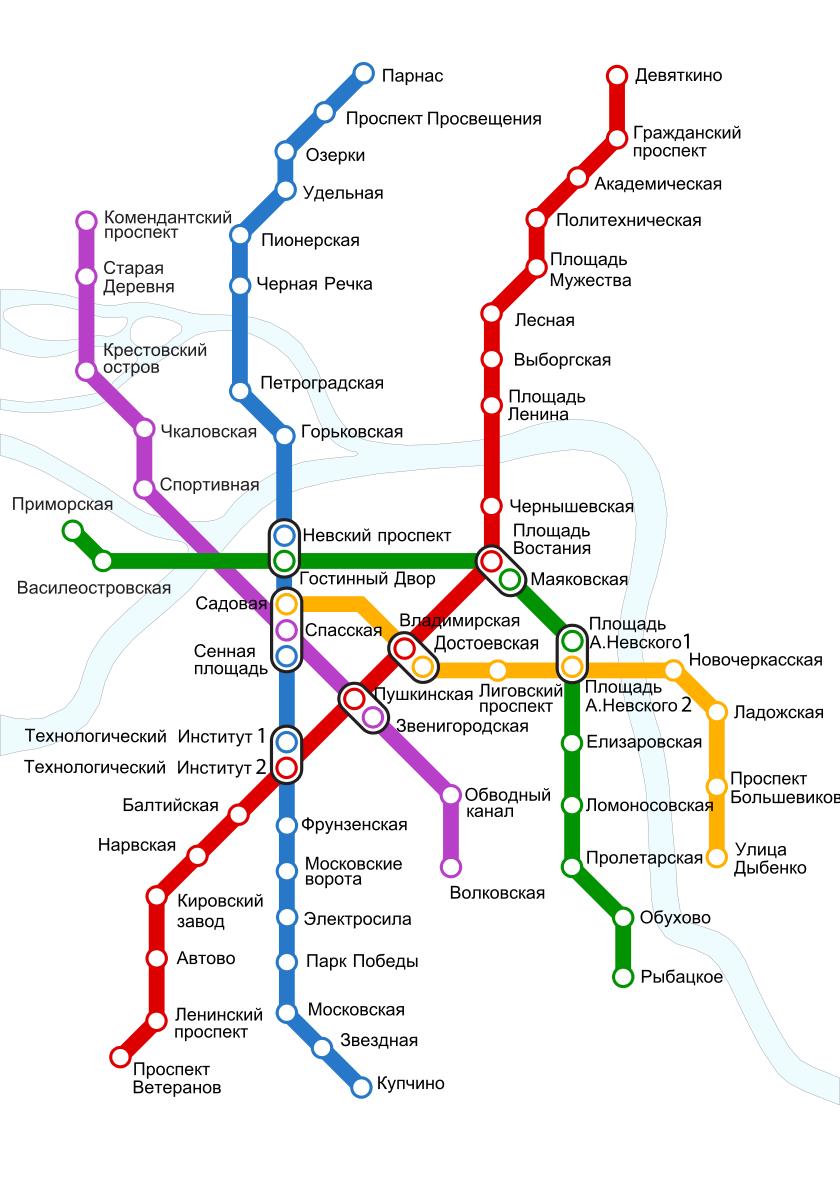 Парнас
Девяткино
Проспект Просвещения
Гражданский
проспект
Озерки
Академическая
Удельная
Комендантский
проспект
Политехническая
Пионерская
Площадь
Мужества
Старая
Деревня
Черная Речка
Лесная
Крестовский
остров
Выборгская
Петроградская
Площадь
Ленина
Чкаловская
Горьковская
Спортивная
Приморская
Чернышевская
Невский проспект
Площадь
Востания
Василеостровская
Гостинный Двор
Маяковская
Садовая
Спасская
Владимирская
Достоевская
Площадь
А.Невского1
Сенная
площадь
Новочеркасская
Пушкинская
Лиговский
проспект
Площадь
А.Невского 2
Звенигородская
Ладожская
Технологический Институт 1
Технологический Институт 2
Елизаровская
Проспект
Большевиков
Балтийская
Обводный
канал
Ломоносовская
Фрунзенская
Нарвская
Московские
ворота
Пролетарская
Улица
Дыбенко
Волковская
Кировский
завод
Электросила
Обухово
Автово
Парк Победы
Рыбацкое
Ленинский
проспект
Московская
Звездная
Проспект
Ветеранов
Купчино